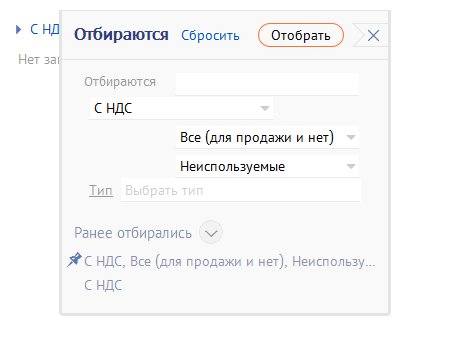 С НД
Нет за
Отбираются Сбросить Отобрать
Отбираются
С НДС
Все (для продажи и нет)
Неиспользуемые
Тип Выбрать тип
Ранее отбирались
С НДС, Все (для продажи и нет), Неиспользу...
С НДС